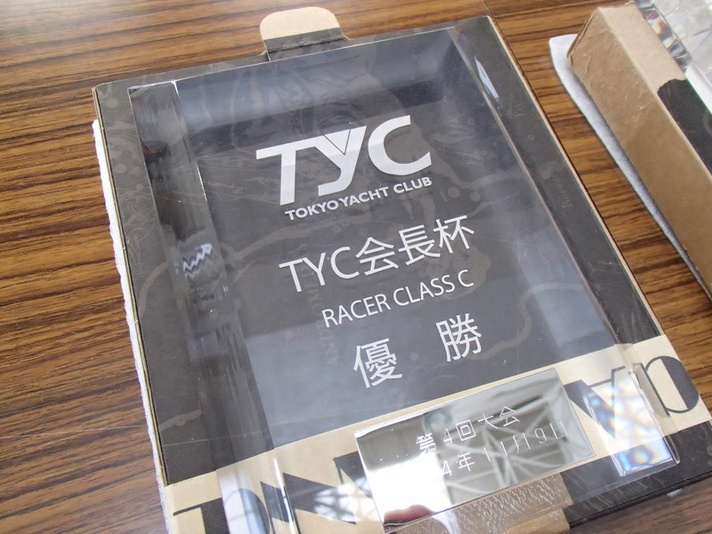 TYC
TOKYO YACHT CLUB
TYC会長杯
RACER CLASS C
優 勝
第4回大会
4年11月9日